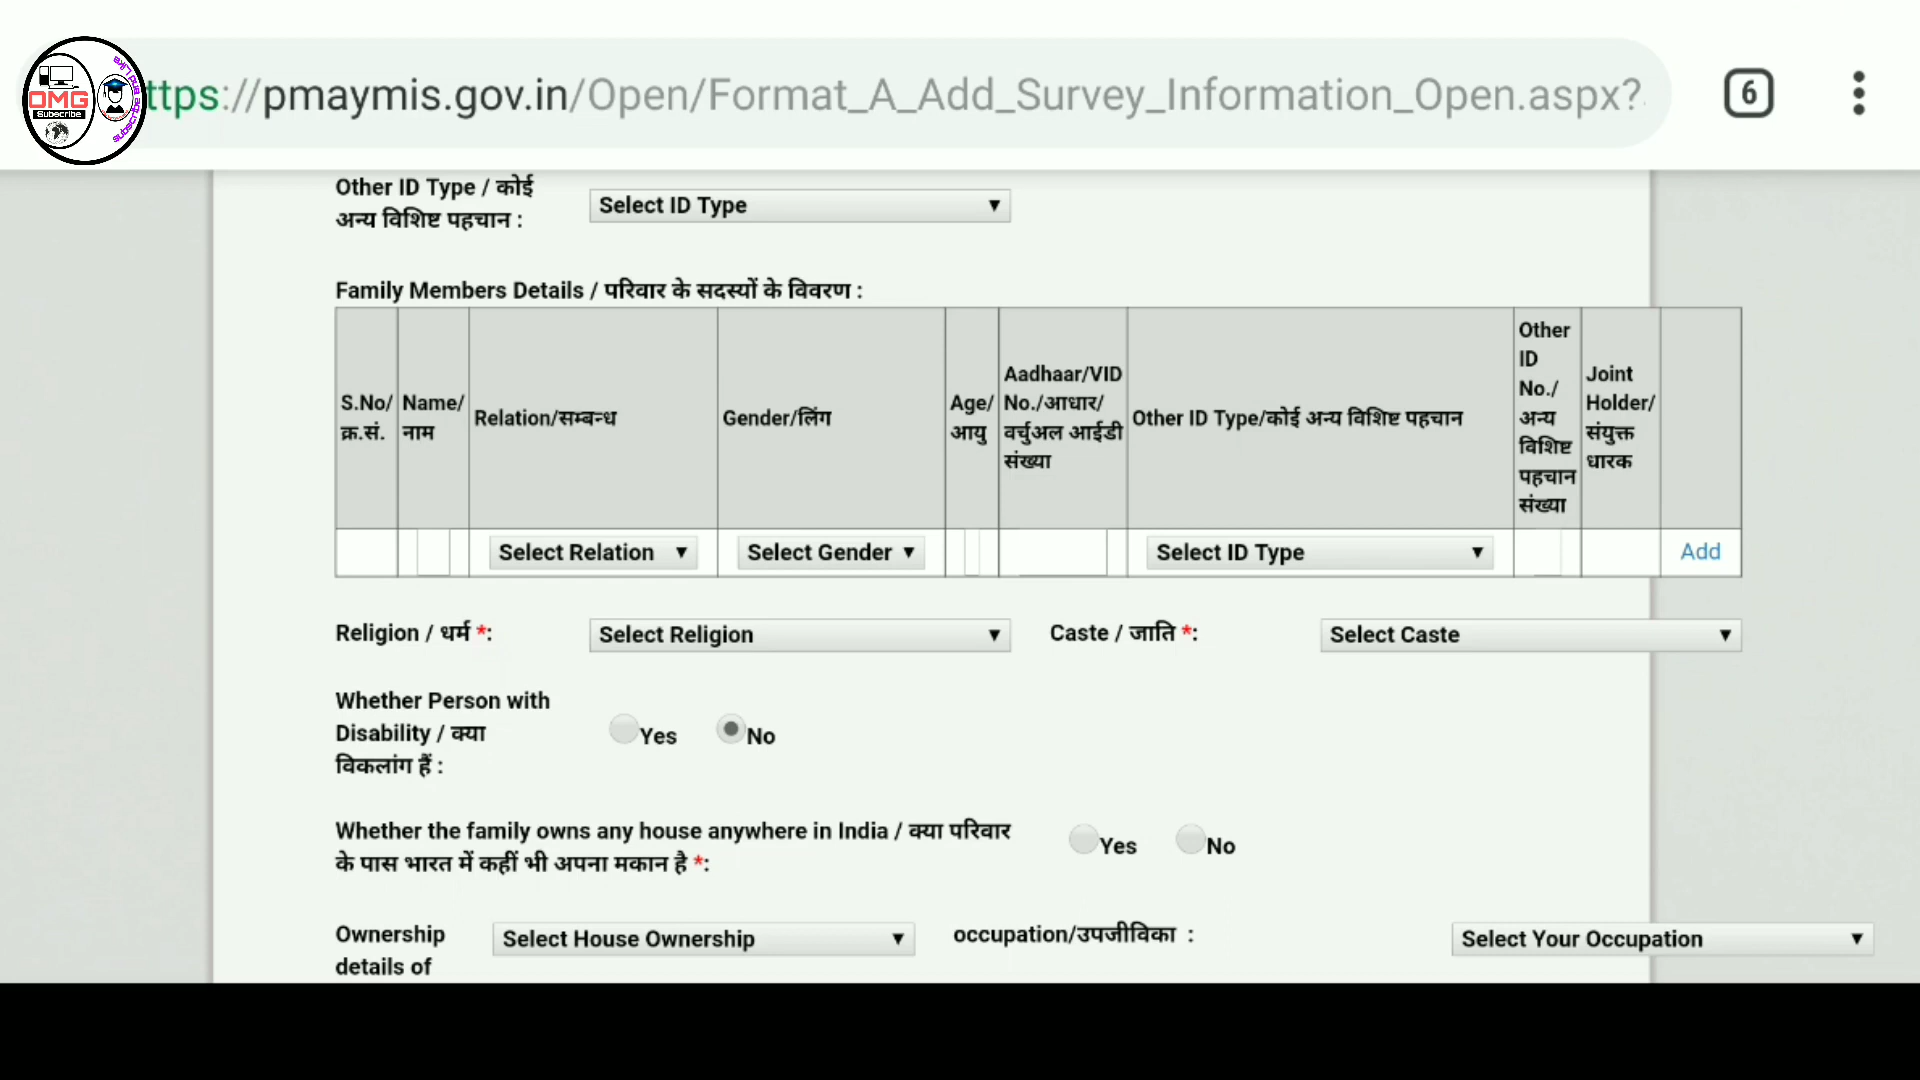 ttps://pmaymis.gov.in/Open/Format_A_Add_Survey_Information_Open.aspx?
6
OMG
Subscribe
Other ID Type / कोई
अन्य विशिष्ट पहचान :
Select ID Type
Family Members Details / परिवार के सदस्यों के विवरण :
S.No/
क्र.सं.
Name/
नाम
Relation/सम्बन्ध
Gender/लिंग
Age/
आयु
Aadhaar/VID
No./आधार/
वर्चुअल आईडी
संख्या
Other ID Type/कोई अन्य विशिष्ट पहचान
Other
ID
No./
अन्य
विशिष्ट
पहचान
संख्या
Joint
Holder/
संयुक्त
धारक
Select Relation
Select Gender
Select ID Type
Add
Religion / धर्म *:
Select Religion
Caste / जाति *:
Select Caste
Whether Person with
Disability / क्या
विकलांग हैं :
Yes
No
Whether the family owns any house anywhere in India / क्या परिवार
के पास भारत में कहीं भी अपना मकान है *:
Yes
No
Ownership
details of
Select House Ownership
occupation/उपजीविका :
Select Your Occupation